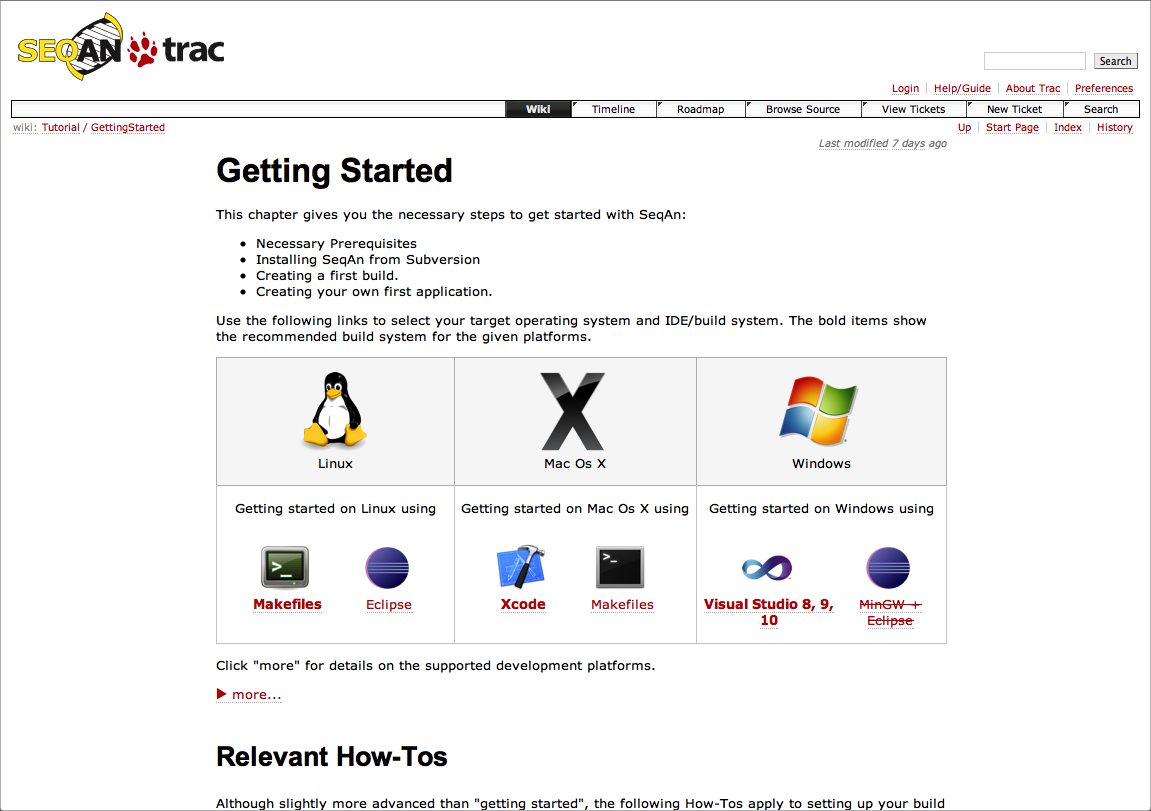 SEQAN trac
Search
Login Help/Guide About Trac Preferences
Wiki Timeline Roadmap Browse Source View Tickets New Ticket Search
wiki: Tutorial / GettingStarted
Up Start Page Index History
Last modified 7 days ago
Getting Started
This chapter gives you the necessary steps to get started with SeqAn:
• Necessary Prerequisites
• Installing SeqAn from Subversion
• Creating a first build.
• Creating your own first application.
Use the following links to select your target operating system and IDE/build system. The bold items show
the recommended build system for the given platforms.
Linux Mac Os X Windows
Getting started on Linux using Getting started on Mac Os X using Getting started on Windows using
>_ >_
Makefiles Eclipse Xcode Makefiles Visual Studio 8, 9, MinGW +
10 Eclipse
Click "more" for details on the supported development platforms.
more...
Relevant How-Tos
Although slightly more advanced than "getting started", the following How-Tos apply to setting up your build